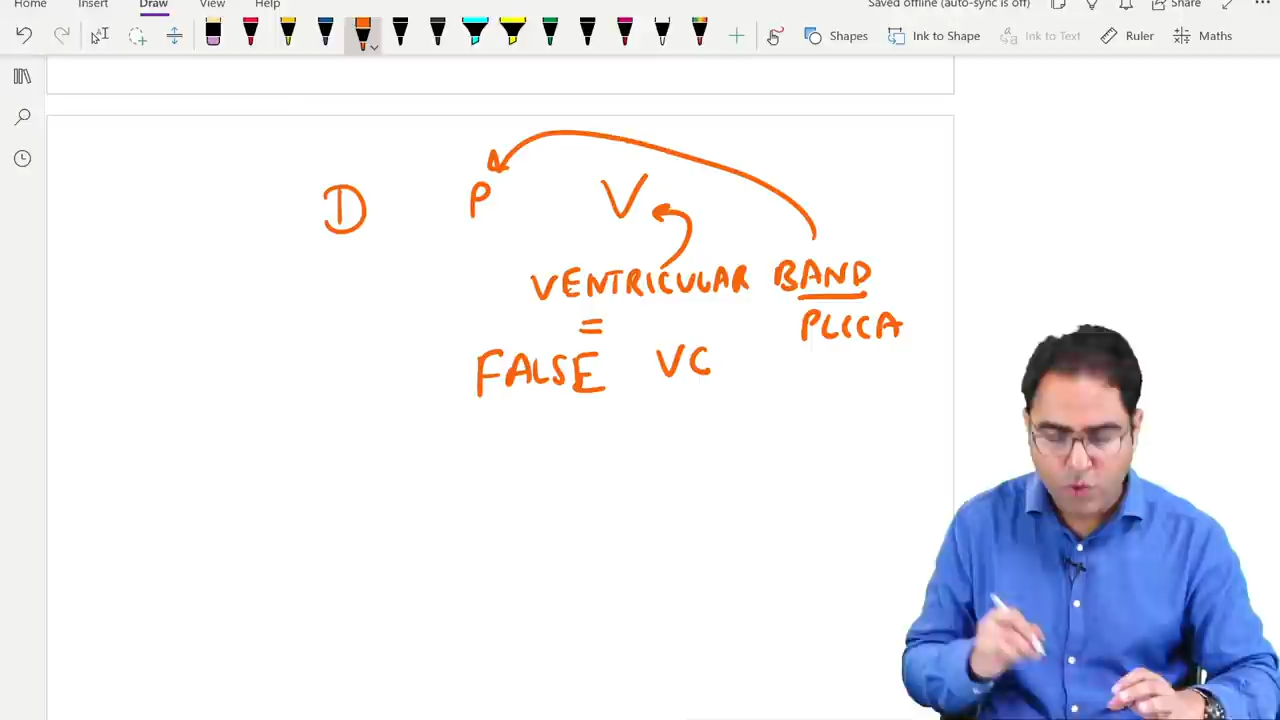 Home Insert Draw View Help Saved offline (auto-sync is off) Share
Shapes Ink to Shape Ink to Text Ruler Maths
D P V
VENTRICULAR BAND
= PLICA
FALSE VC